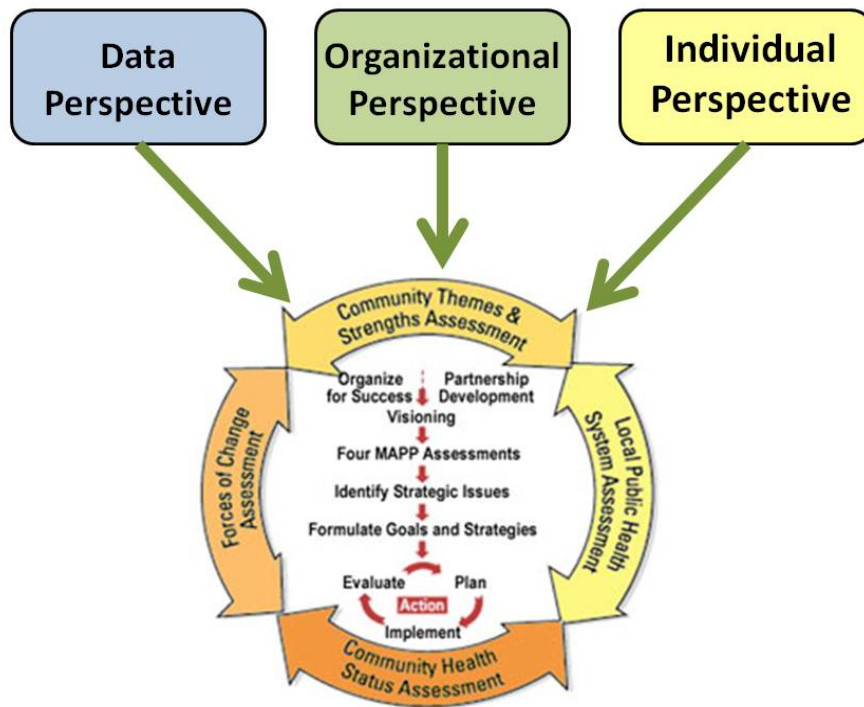 Data
Perspective
Organizational
Perspective
Individual
Perspective
Community Themes &
Strengths Assessment
Organize
for Success
Partnership
Development
Visioning
Four MAPP Assessments
Identify Strategic Issues
Formulate Goals and Strategies
Evaluate
Plan
Action
Implement
Forces of Change
Assessment
Local Public Health
System Assessment
Community Health
Status Assessment